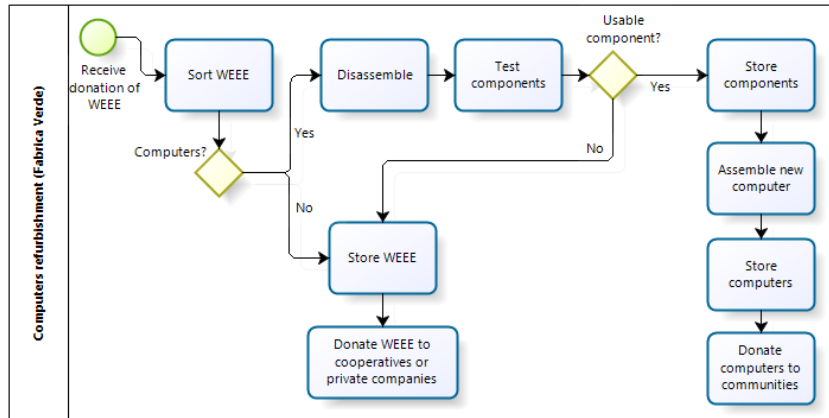 Computers refurbishment (Fabrica Verde)
Receive
donation of
WEEE
Sort WEEE
Computers?
Yes
No
Disassemble
Test
components
Usable
component?
Yes
No
Store
components
Assemble new
computer
Store
computers
Donate
computers to
communities
Store WEEE
Donate WEEE to
cooperatives or
private companies